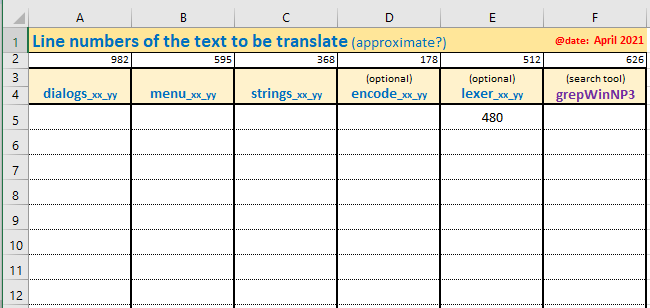 A B C D E F
1 Line numbers of the text to be translate (approximate?) @date: April 2021
2 982 595 368 178 512 626
3 (optional) (optional) (search tool)
4 dialogs_xx_yy menu_xx_yy strings_xx_yy encode_xx_yy lexer_xx_yy grepWinNP3
5 480
6
7
8
9
10
11
12